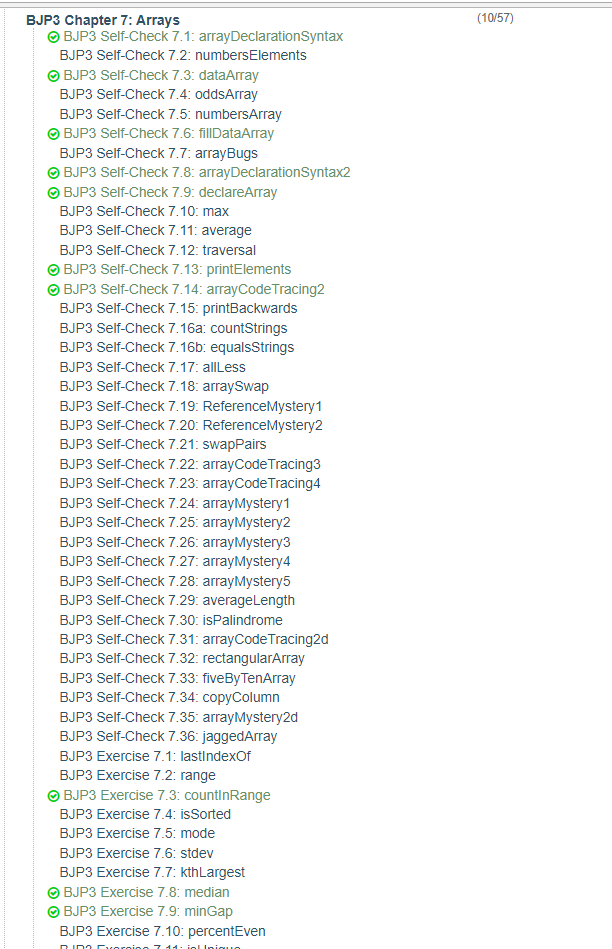 BJP3 Chapter 7: Arrays (10/57)
BJP3 Self-Check 7.1: arrayDeclarationSyntax
BJP3 Self-Check 7.2: numbersElements
BJP3 Self-Check 7.3: dataArray
BJP3 Self-Check 7.4: oddsArray
BJP3 Self-Check 7.5: numbersArray
BJP3 Self-Check 7.6: fillDataArray
BJP3 Self-Check 7.7: arrayBugs
BJP3 Self-Check 7.8: arrayDeclarationSyntax2
BJP3 Self-Check 7.9: declareArray
BJP3 Self-Check 7.10: max
BJP3 Self-Check 7.11: average
BJP3 Self-Check 7.12: traversal
BJP3 Self-Check 7.13: printElements
BJP3 Self-Check 7.14: arrayCodeTracing2
BJP3 Self-Check 7.15: printBackwards
BJP3 Self-Check 7.16a: countStrings
BJP3 Self-Check 7.16b: equalsStrings
BJP3 Self-Check 7.17: allLess
BJP3 Self-Check 7.18: arraySwap
BJP3 Self-Check 7.19: ReferenceMystery1
BJP3 Self-Check 7.20: ReferenceMystery2
BJP3 Self-Check 7.21: swapPairs
BJP3 Self-Check 7.22: arrayCodeTracing3
BJP3 Self-Check 7.23: arrayCodeTracing4
BJP3 Self-Check 7.24: arrayMystery1
BJP3 Self-Check 7.25: arrayMystery2
BJP3 Self-Check 7.26: arrayMystery3
BJP3 Self-Check 7.27: arrayMystery4
BJP3 Self-Check 7.28: arrayMystery5
BJP3 Self-Check 7.29: averageLength
BJP3 Self-Check 7.30: isPalindrome
BJP3 Self-Check 7.31: arrayCodeTracing2d
BJP3 Self-Check 7.32: rectangularArray
BJP3 Self-Check 7.33: fiveByTenArray
BJP3 Self-Check 7.34: copyColumn
BJP3 Self-Check 7.35: arrayMystery2d
BJP3 Self-Check 7.36: jaggedArray
BJP3 Exercise 7.1: lastIndexOf
BJP3 Exercise 7.2: range
BJP3 Exercise 7.3: countInRange
BJP3 Exercise 7.4: isSorted
BJP3 Exercise 7.5: mode
BJP3 Exercise 7.6: stdev
BJP3 Exercise 7.7: kthLargest
BJP3 Exercise 7.8: median
BJP3 Exercise 7.9: minGap
BJP3 Exercise 7.10: percentEven
BJP3 Exercise 7.11: isUnique